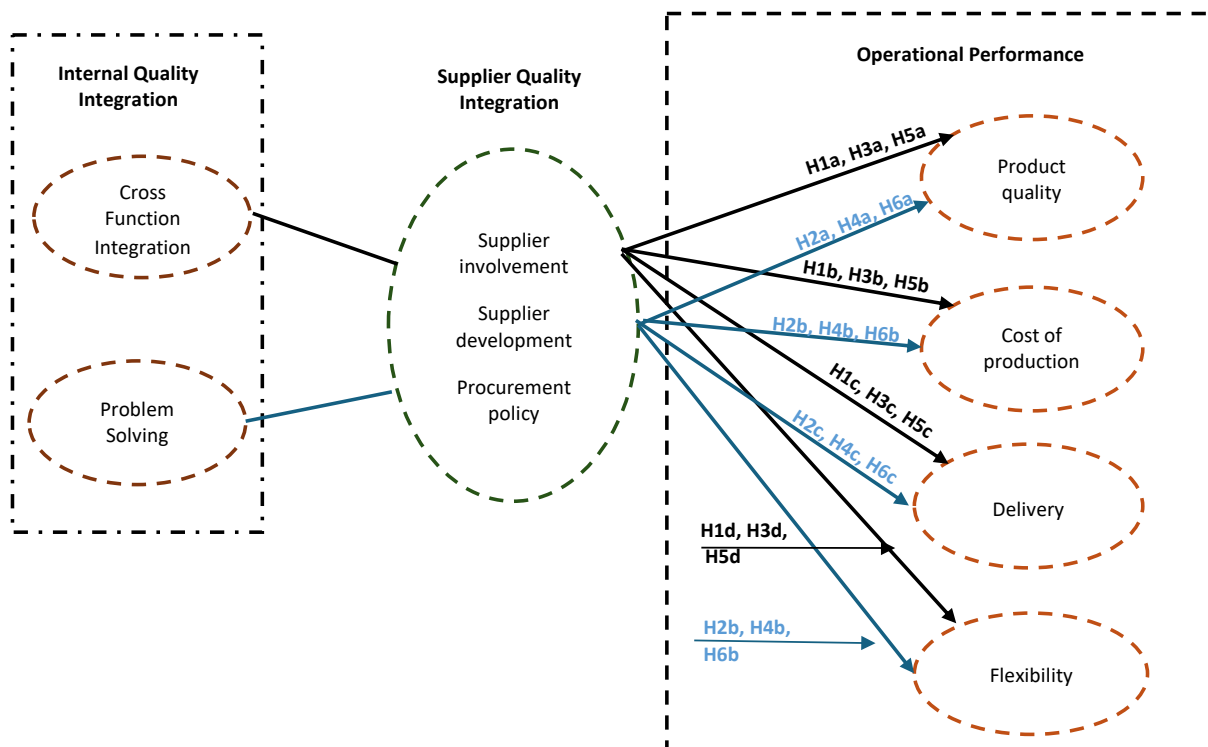 Internal Quality
Integration
Cross
Function
Integration
Problem
Solving
Supplier Quality
Integration
Supplier
involvement
Supplier
development
Procurement
policy
Operational Performance
H1a, H3a, H5a
H2a, H4a, H6a
H1b, H3b, H5b
H2b, H4b, H6b
H1c, H3c, H5c
H2c, H4c, H6c
H1d, H3d,
H5d
H2b, H4b,
H6b
Product
quality
Cost of
production
Delivery
Flexibility